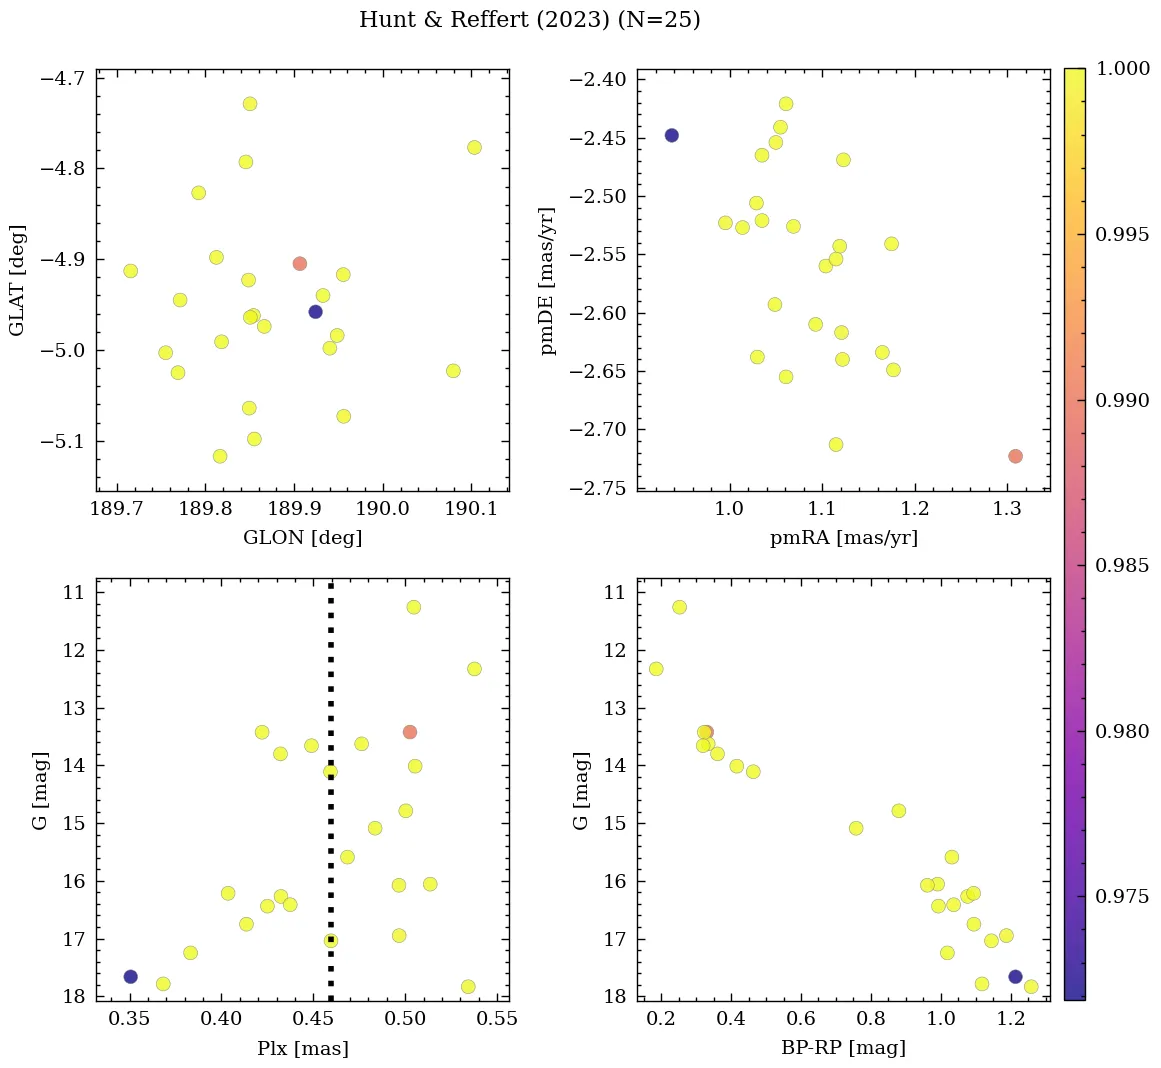 Hunt & Reffert (2023) (N=25)
−4.7
−4.8
−4.9
−5.0
−5.1
GLAT [deg]
189.7 189.8 189.9 190.0 190.1
GLON [deg]
−2.40
−2.45
−2.50
−2.55
−2.60
−2.65
−2.70
−2.75
pmDE [mas/yr]
1.0 1.1 1.2 1.3
pmRA [mas/yr]
11
12
13
14
15
16
17
18
G [mag]
0.35 0.40 0.45 0.50 0.55
Plx [mas]
11
12
13
14
15
16
17
18
G [mag]
0.2 0.4 0.6 0.8 1.0 1.2
BP-RP [mag]
1.000
0.995
0.990
0.985
0.980
0.975